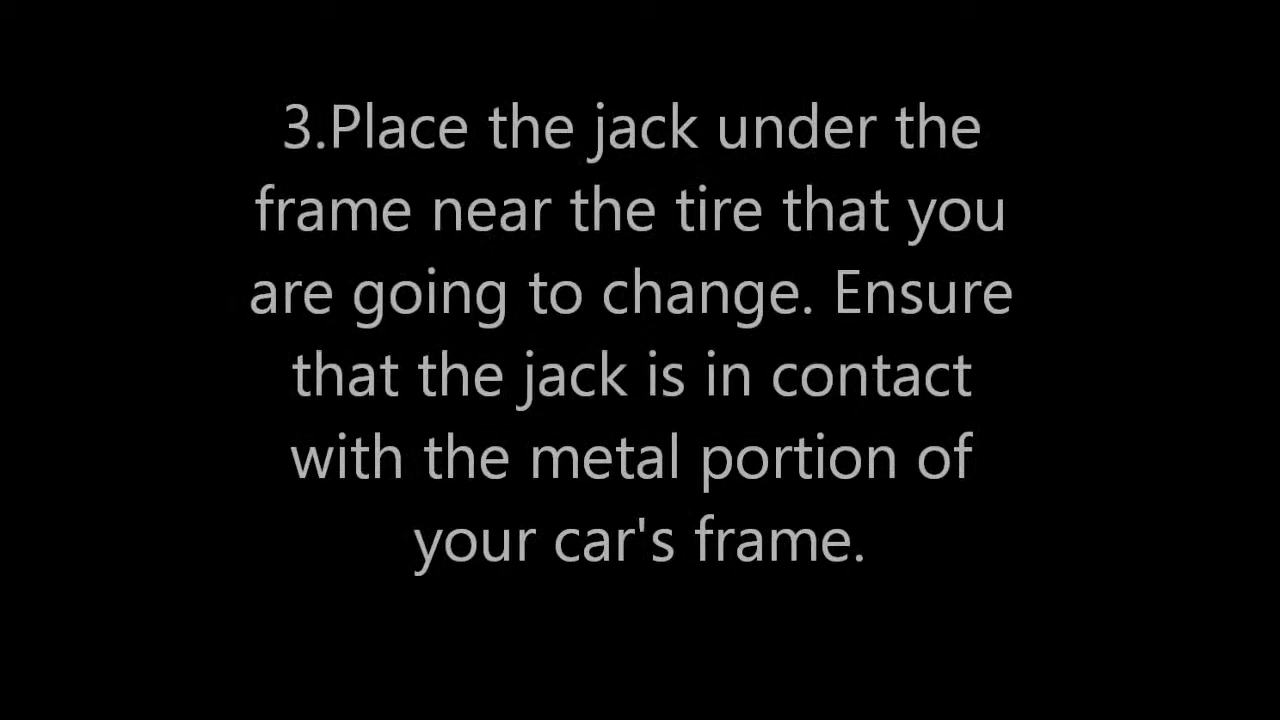 3.Place the jack under the
frame near the tire that you
are going to change. Ensure
that the jack is in contact
with the metal portion of
your car's frame.